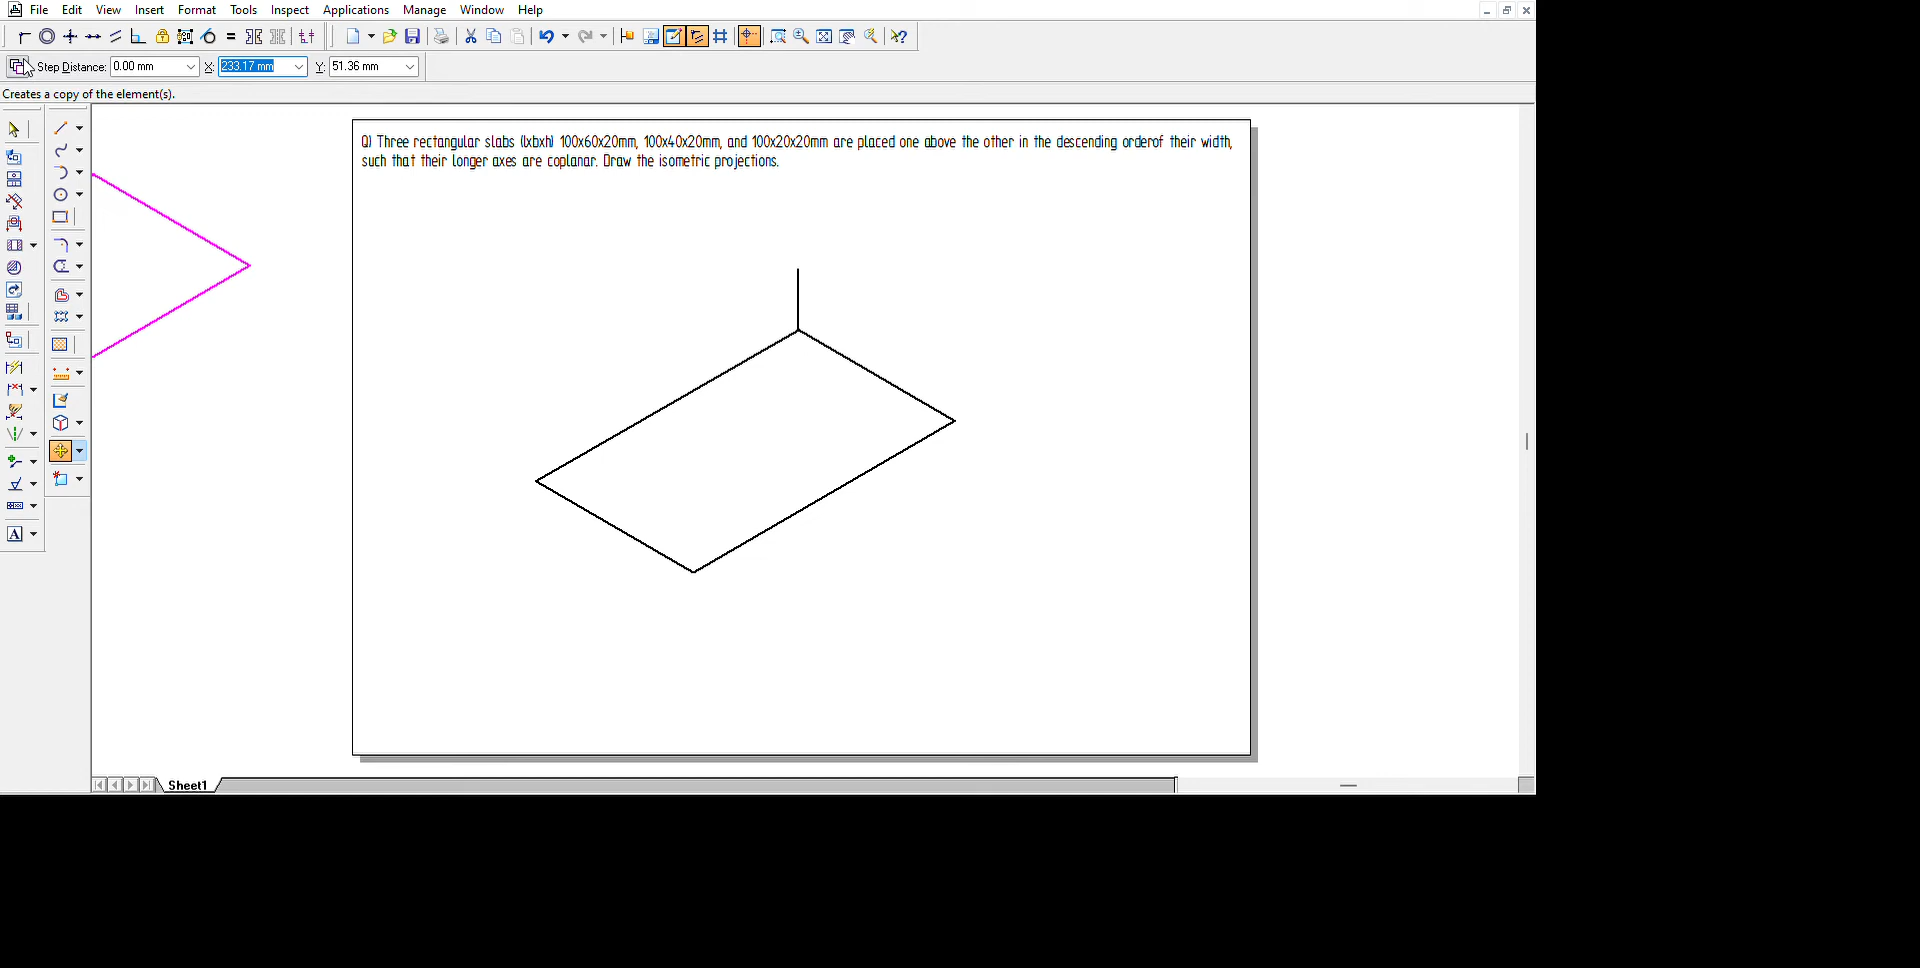 File Edit View Insert Format Tools Inspect Applications Manage Window Help
Step Distance: 0.00 mm X: 233.17 mm Y: 51.36 mm
Creates a copy of the element(s).
Q) Three rectangular slabs (lxbxh) 100x60x20mm, 100x40x20mm, and 100x20x20mm are placed one above the other in the descending orderof their width,
such that their longer axes are coplanar. Draw the isometric projections.
A
Sheet1